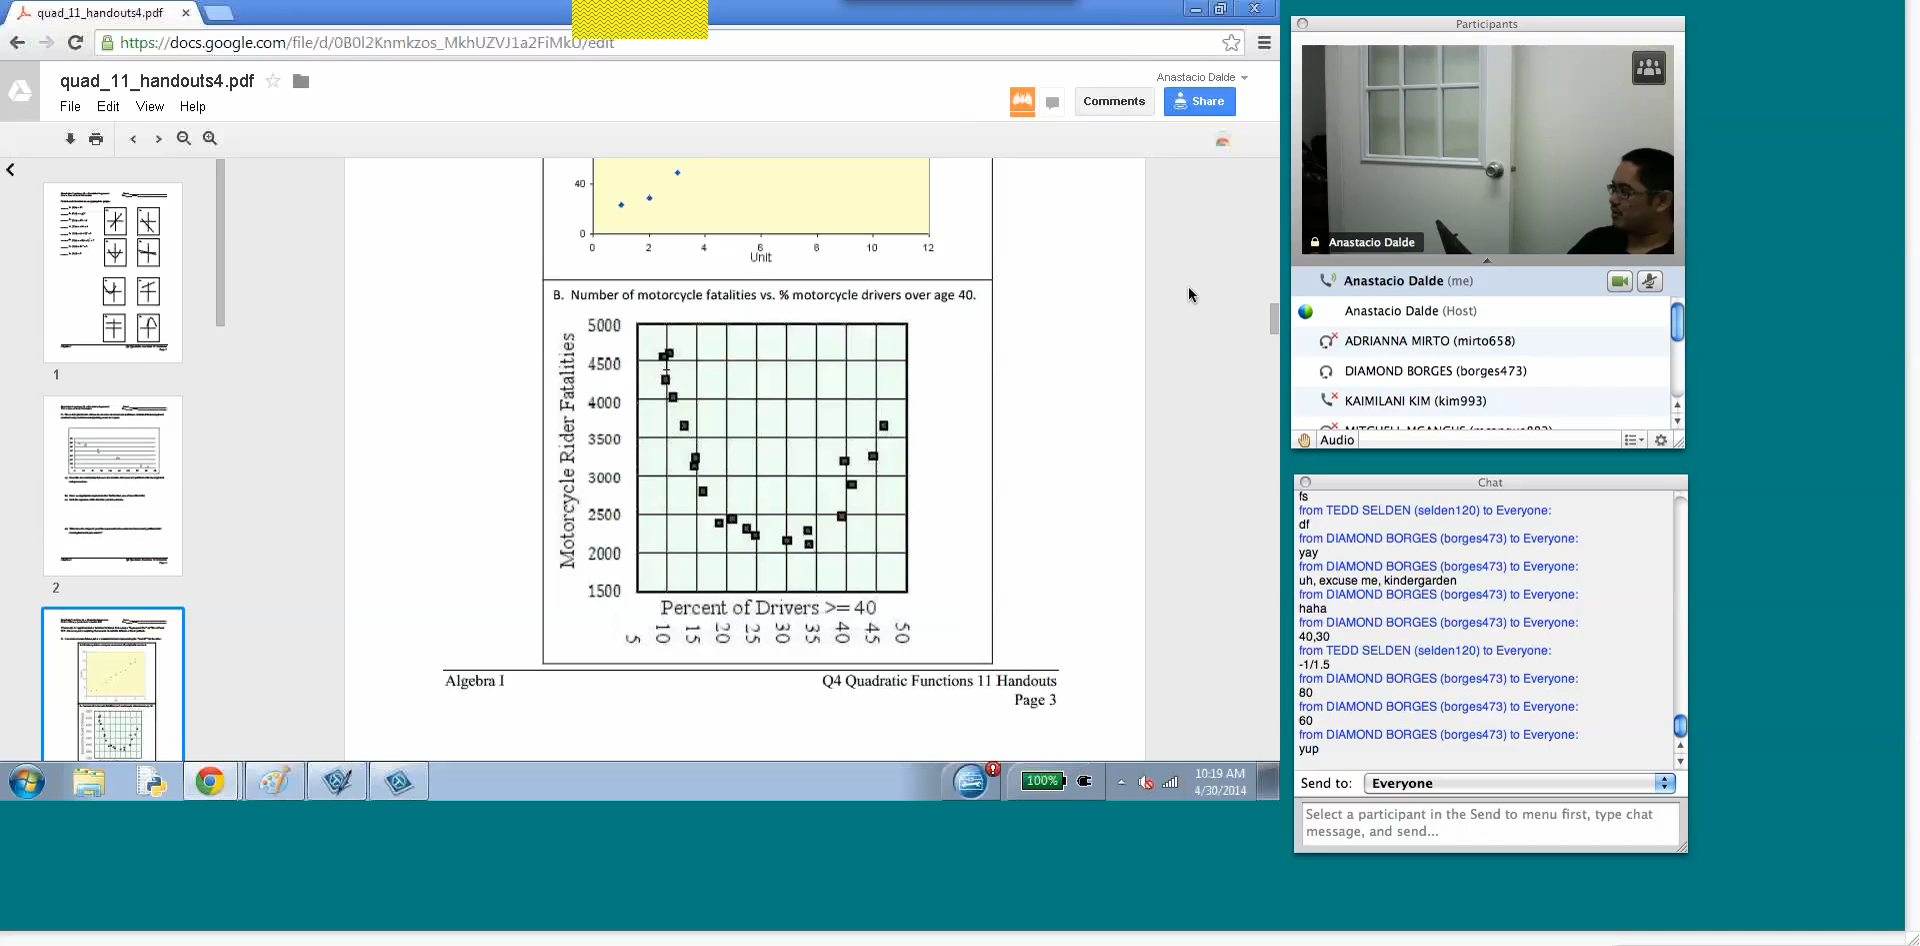 quad_11_handouts4.pdf
https://docs.google.com/file/d/0B0l2Knmkzos_MkhUZVJ1a2FiMkU/edit
quad_11_handouts4.pdf
Anastacio Dalde
File Edit View Help
Comments
Share
1
2
40
0
0 2 4 6 8 10 12
Unit
B. Number of motorcycle fatalities vs. % motorcycle drivers over age 40.
Motorcycle Rider Fatalities
5000
4500
4000
3500
3000
2500
2000
1500
Percent of Drivers >= 40
5 10 15 20 25 30 35 40 45 50
Algebra I
Q4 Quadratic Functions 11 Handouts
Page 3
100%
10:19 AM
4/30/2014
Participants
Anastacio Dalde
Anastacio Dalde (me)
Anastacio Dalde (Host)
ADRIANNA MIRTO (mirto658)
DIAMOND BORGES (borges473)
KAIMILANI KIM (kim993)
Audio
Chat
fs
from TEDD SELDEN (selden120) to Everyone:
df
from DIAMOND BORGES (borges473) to Everyone:
yay
from DIAMOND BORGES (borges473) to Everyone:
uh, excuse me, kindergarden
from DIAMOND BORGES (borges473) to Everyone:
haha
from DIAMOND BORGES (borges473) to Everyone:
40,30
from TEDD SELDEN (selden120) to Everyone:
-1/1.5
from DIAMOND BORGES (borges473) to Everyone:
80
from DIAMOND BORGES (borges473) to Everyone:
60
from DIAMOND BORGES (borges473) to Everyone:
yup
Send to: Everyone
Select a participant in the Send to menu first, type chat
message, and send...